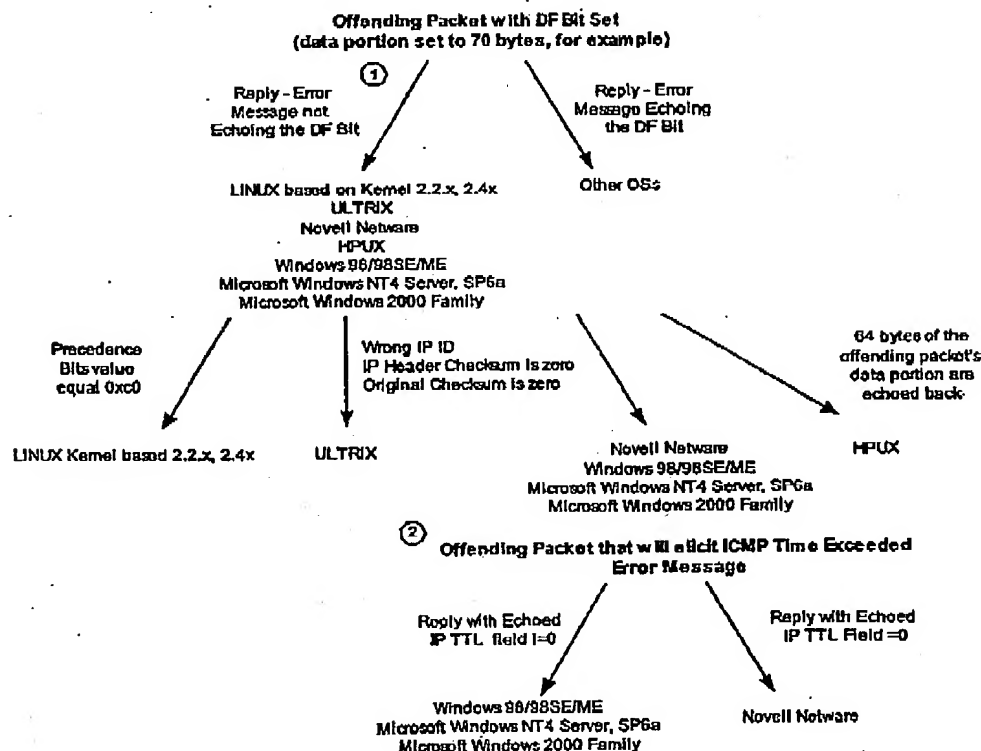 Offending Packet with DF Bit Set
(data portion set to 70 bytes, for example)
1
Reply - Error
Message not
Echoing the DF Bit
Reply - Error
Message Echoing
the DF Bit
LINUX based on Kernel 2.2.x, 2.4x
ULTRIX
Novell Netware
HPUX
Windows 98/98SE/ME
Microsoft Windows NT4 Server, SP6a
Microsoft Windows 2000 Family
Other OSs
Precedence
Bits value
equal 0xc0
Wrong IP ID
IP Header Checksum is zero
Original Checksum is zero
64 bytes of the
offending packet's
data portion are
echoed back
LINUX Kernel based 2.2.x, 2.4x
ULTRIX
Novell Netware
Windows 98/98SE/ME
Microsoft Windows NT4 Server, SP6a
Microsoft Windows 2000 Family
HPUX
2
Offending Packet that will elicit ICMP Time Exceeded
Error Message
Reply with Echoed
IP TTL field !=0
Reply with Echoed
IP TTL Field =0
Windows 98/98SE/ME
Microsoft Windows NT4 Server, SP6a
Microsoft Windows 2000 Family
Novell Netware